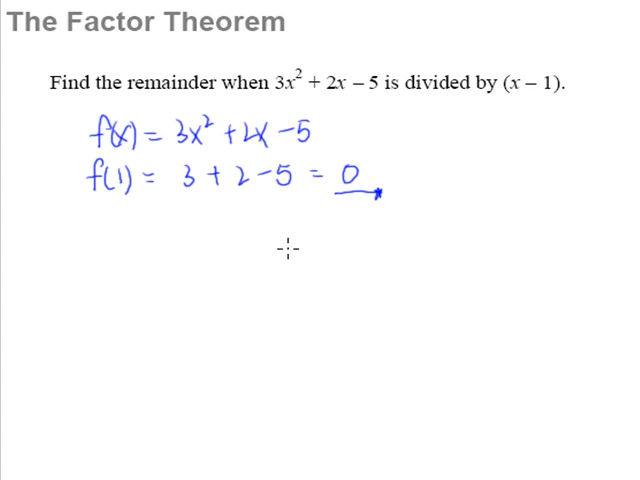 The Factor Theorem
Find the remainder when 3x² + 2x – 5 is divided by (x – 1).
f(x) = 3x² + 2x – 5
f(1) = 3 + 2 – 5 = 0